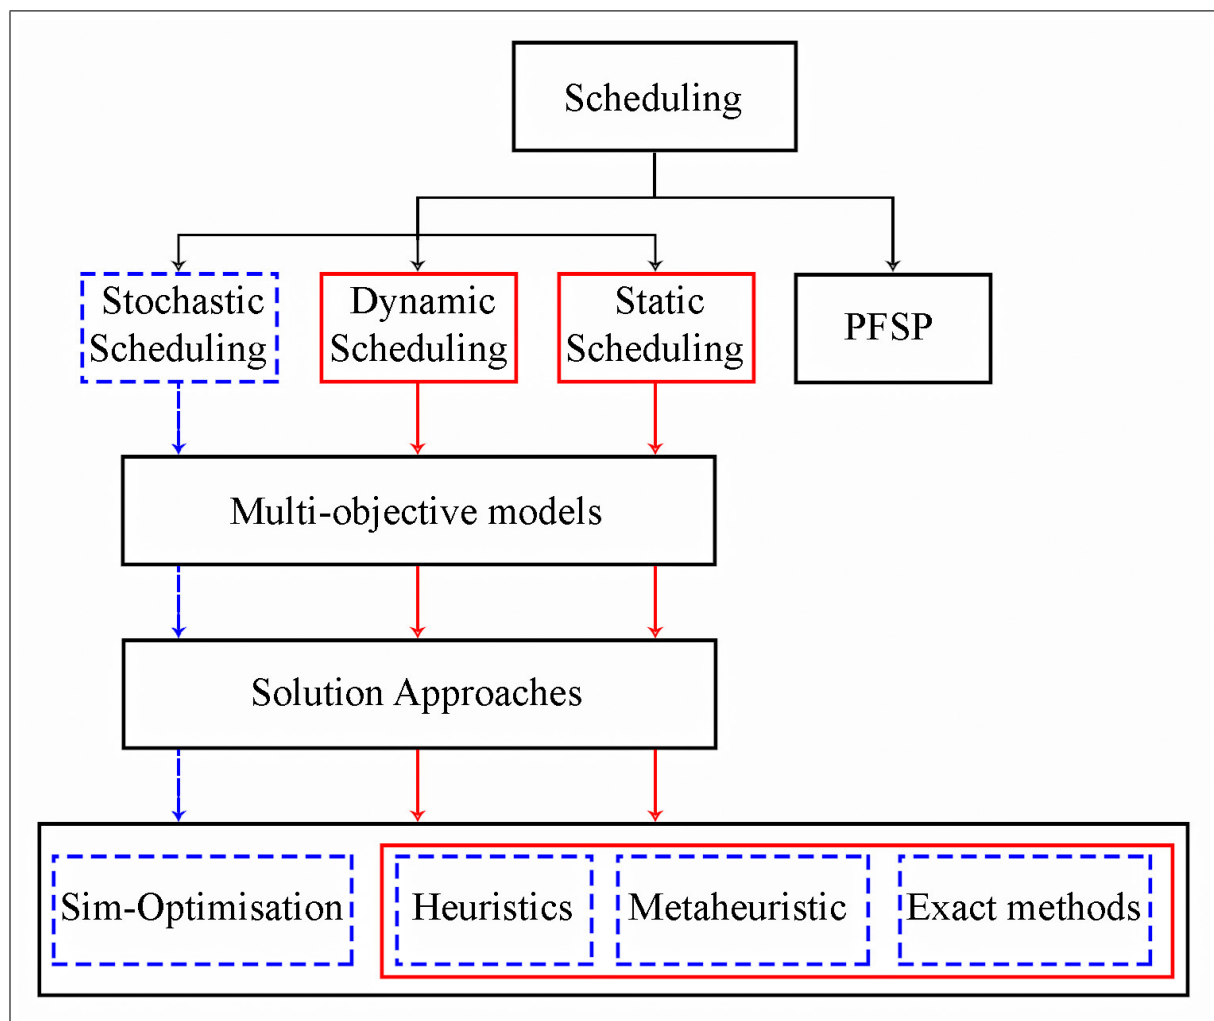 Scheduling
Stochastic
Scheduling
Dynamic
Scheduling
Static
Scheduling
PFSP
Multi-objective models
Solution Approaches
Sim-Optimisation
Heuristics
Metaheuristic
Exact methods